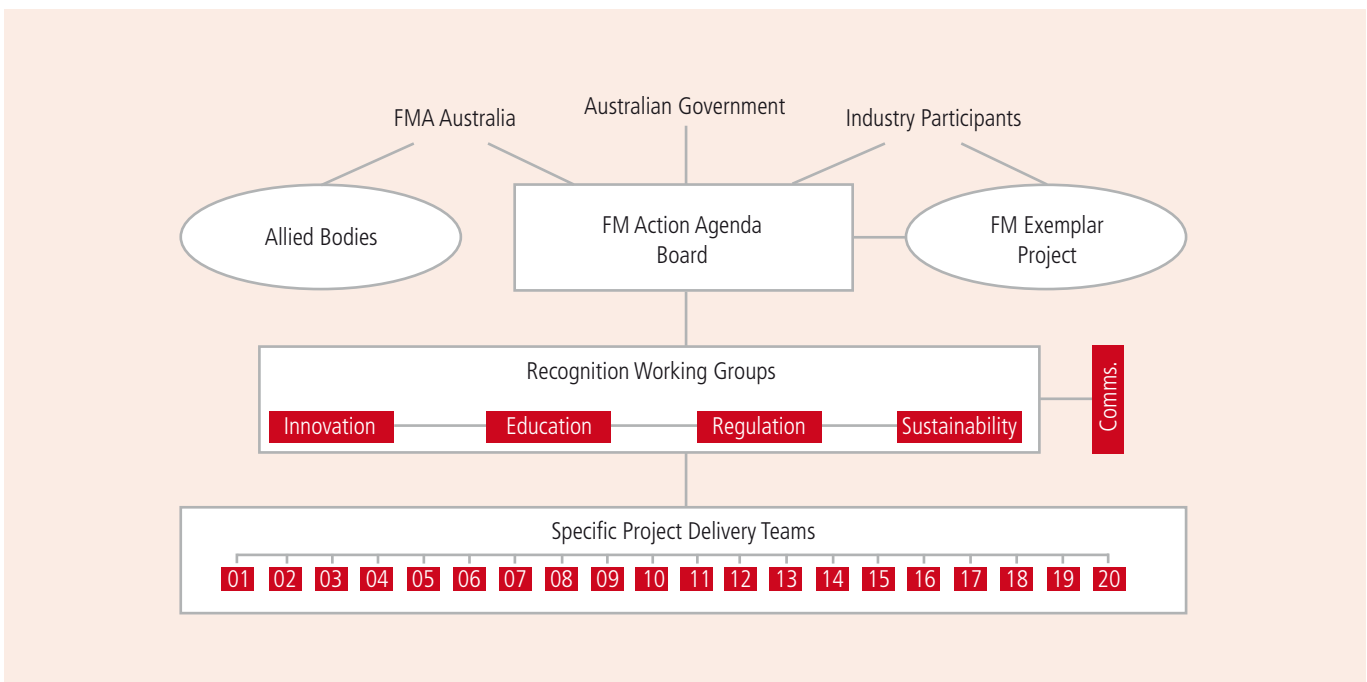 FMA Australia
Australian Government
Industry Participants
Allied Bodies
FM Action Agenda
Board
FM Exemplar
Project
Recognition Working Groups
Innovation
Education
Regulation
Sustainability
Comms.
Specific Project Delivery Teams
01 02 03 04 05 06 07 08 09 10 11 12 13 14 15 16 17 18 19 20